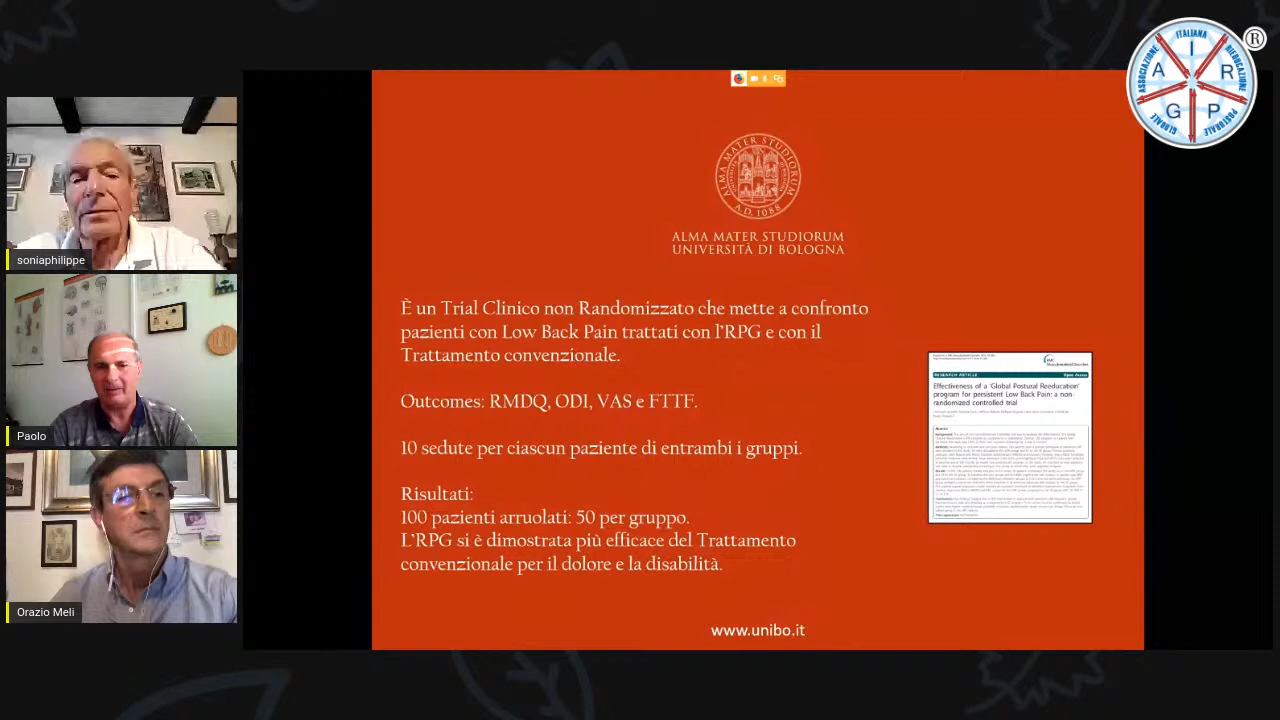 ASSOCIAZIONE ITALIANA RIEDUCAZIONE POSTURALE GLOBALE
A I R P G
®
soniaphilippe
Paolo
Orazio Meli
ALMA MATER STUDIORUM
A.D. 1088
ALMA MATER STUDIORUM
UNIVERSITÀ DI BOLOGNA
È un Trial Clinico non Randomizzato che mette a confronto
pazienti con Low Back Pain trattati con l'RPG e con il
Trattamento convenzionale.
Outcomes: RMDQ, ODI, VAS e FTTF.
10 sedute per ciascun paziente di entrambi i gruppi.
Risultati:
100 pazienti arruolati: 50 per gruppo.
L'RPG si è dimostrata più efficace del Trattamento
convenzionale per il dolore e la disabilità.
RESEARCH ARTICLE Open Access
Effectiveness of a 'Global Postural Reeducation'
program for persistent Low Back Pain: a non-
randomized controlled trial
www.unibo.it